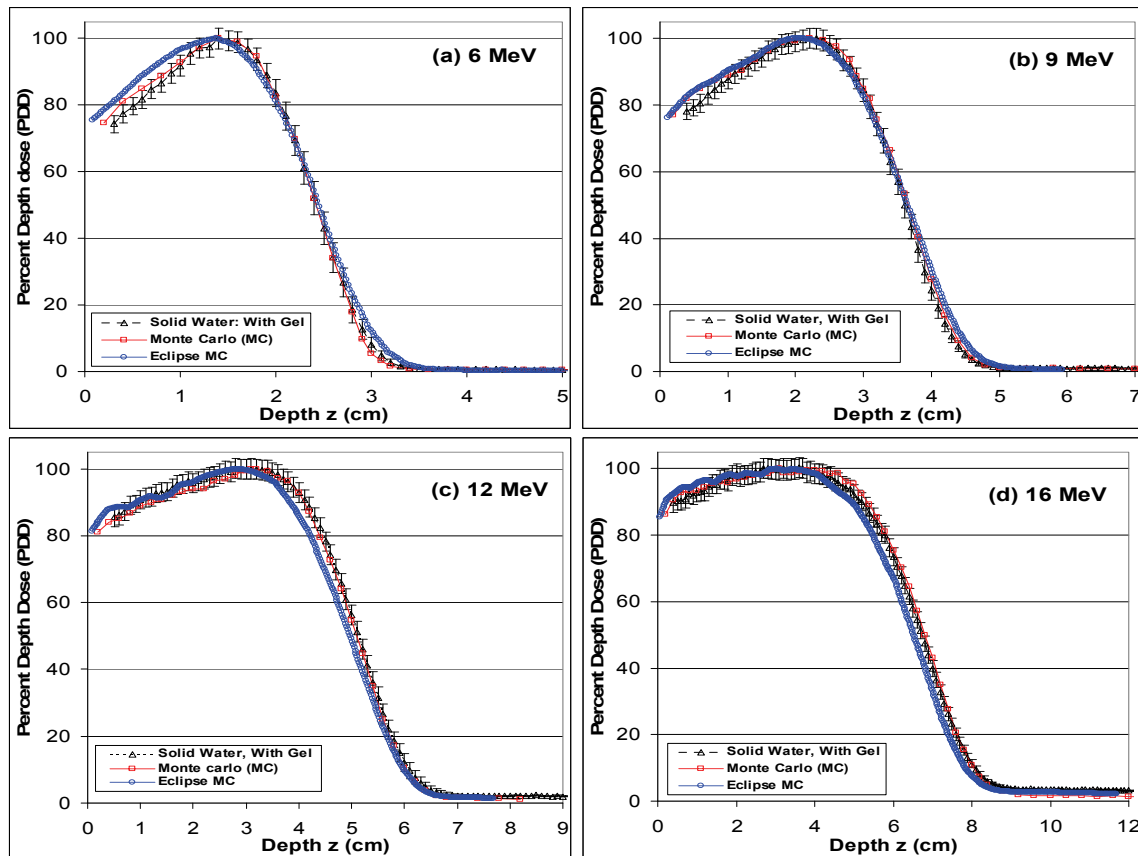 (a) 6 MeV
Percent Depth dose (PDD)
100
80
60
40
20
0
Solid Water: With Gel
Monte Carlo (MC)
Eclipse MC
0 1 2 3 4 5
Depth z (cm)
(b) 9 MeV
Percent Depth Dose (PDD)
100
80
60
40
20
0
Solid Water, With Gel
Monte Carlo (MC)
Eclipse MC
0 1 2 3 4 5 6 7
Depth z (cm)
(c) 12 MeV
Percent Depth Dose (PDD)
100
80
60
40
20
0
Solid Water, With Gel
Monte carlo (MC)
Eclipse MC
0 1 2 3 4 5 6 7 8 9
Depth z (cm)
(d) 16 MeV
Percent Depth Dose (PDD)
100
80
60
40
20
0
Solid Water, With Gel
Monte Carlo (MC)
Eclipse MC
0 2 4 6 8 10 12
Depth z (cm)